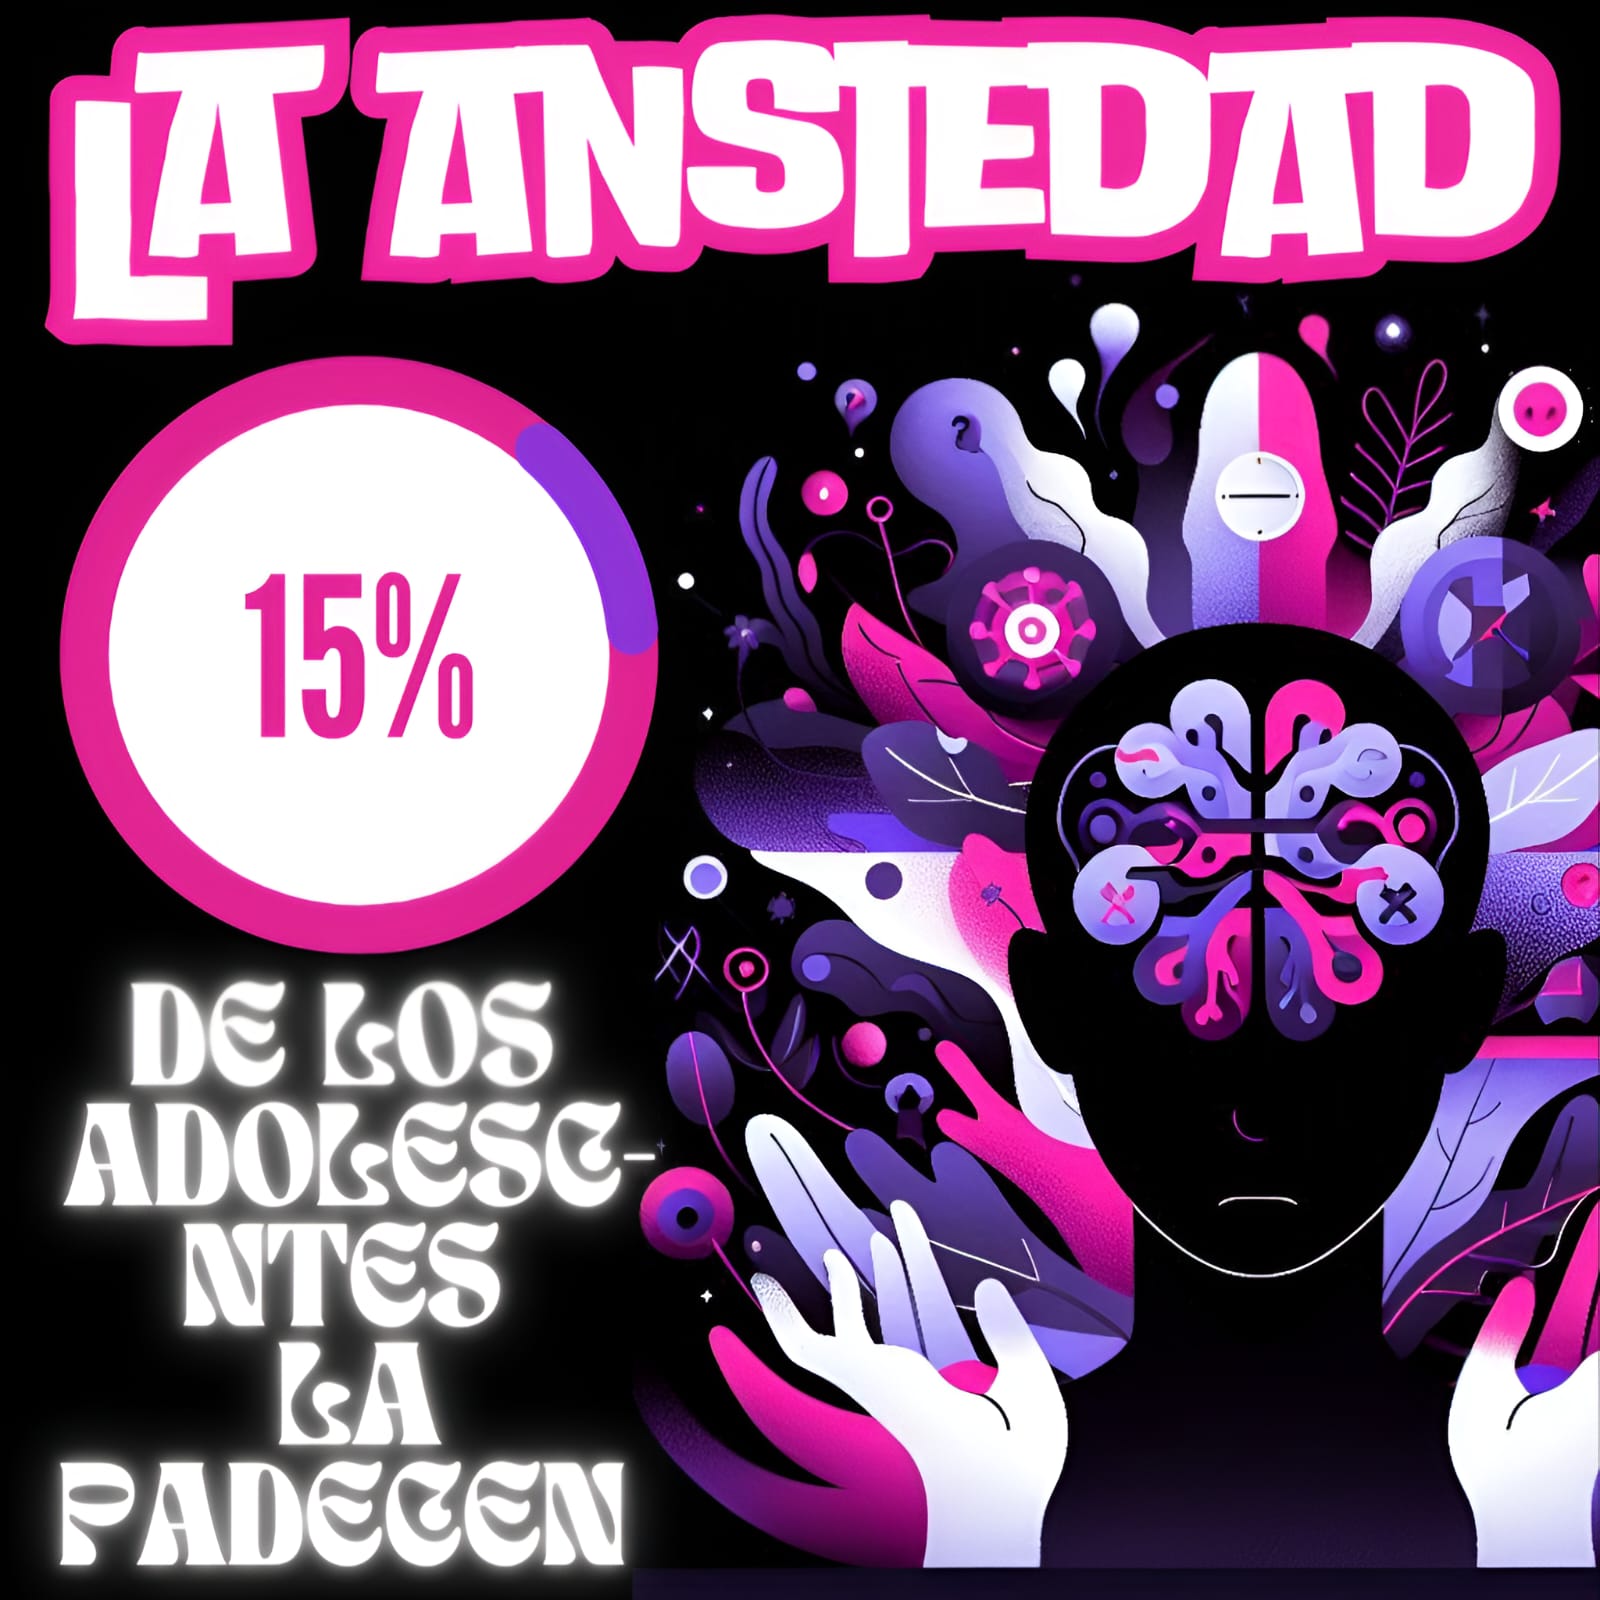 LA ANSIEDAD
15%
DE LOS
ADOLESC-
NTES
LA
PADECEN